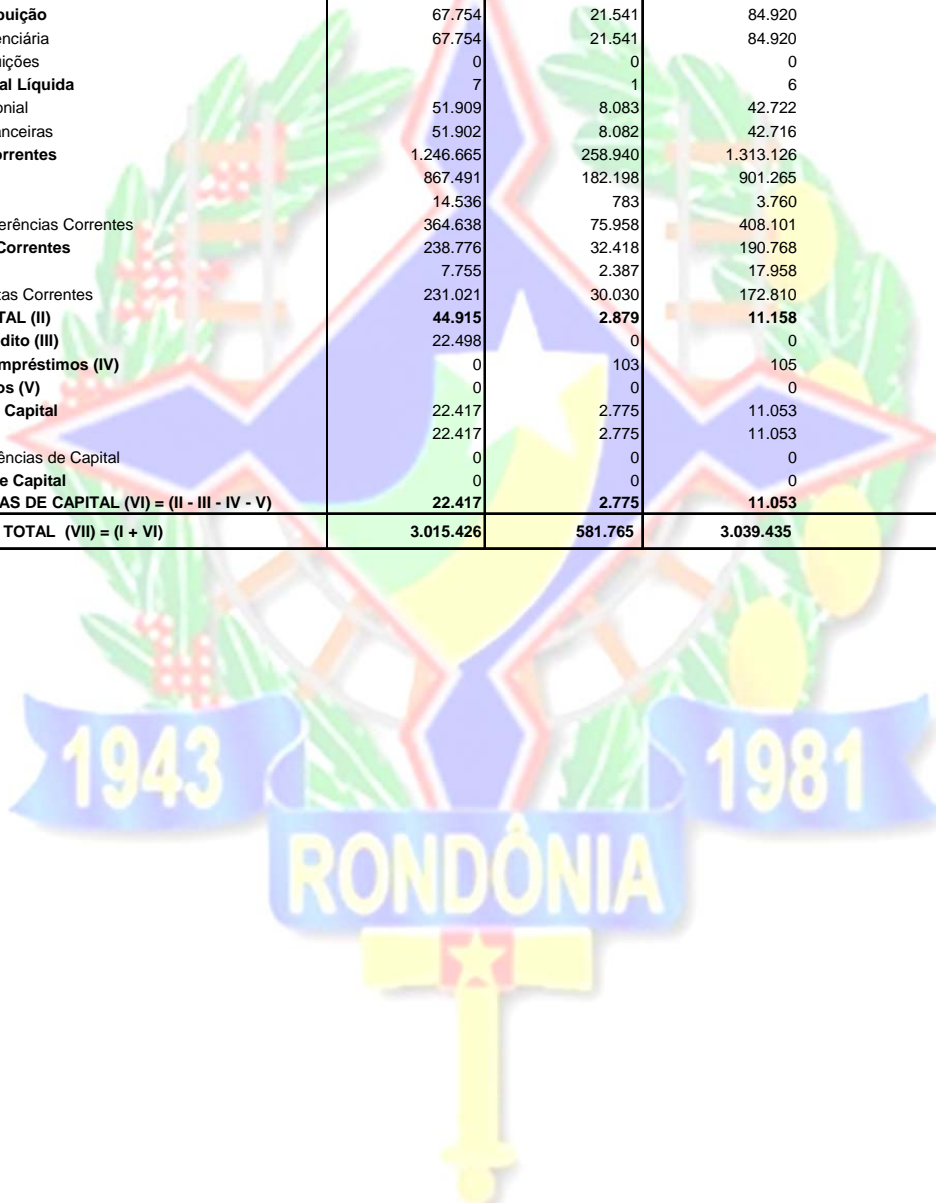 buição 67.754 21.541 84.920
enciária 67.754 21.541 84.920
uições 0 0 0
al Líquida 7 1 6
onial 51.909 8.083 42.722
anceiras 51.902 8.082 42.716
orrentes 1.246.665 258.940 1.313.126
867.491 182.198 901.265
14.536 783 3.760
erências Correntes 364.638 75.958 408.101
Correntes 238.776 32.418 190.768
7.755 2.387 17.958
tas Correntes 231.021 30.030 172.810
TAL (II) 44.915 2.879 11.158
dito (III) 22.498 0 0
mpréstimos (IV) 0 103 105
os (V) 0 0 0
Capital 22.417 2.775 11.053
22.417 2.775 11.053
ências de Capital 0 0 0
e Capital 0 0 0
AS DE CAPITAL (VI) = (II - III - IV - V) 22.417 2.775 11.053
TOTAL (VII) = (I + VI) 3.015.426 581.765 3.039.435
1943 1981
RONDÔNIA